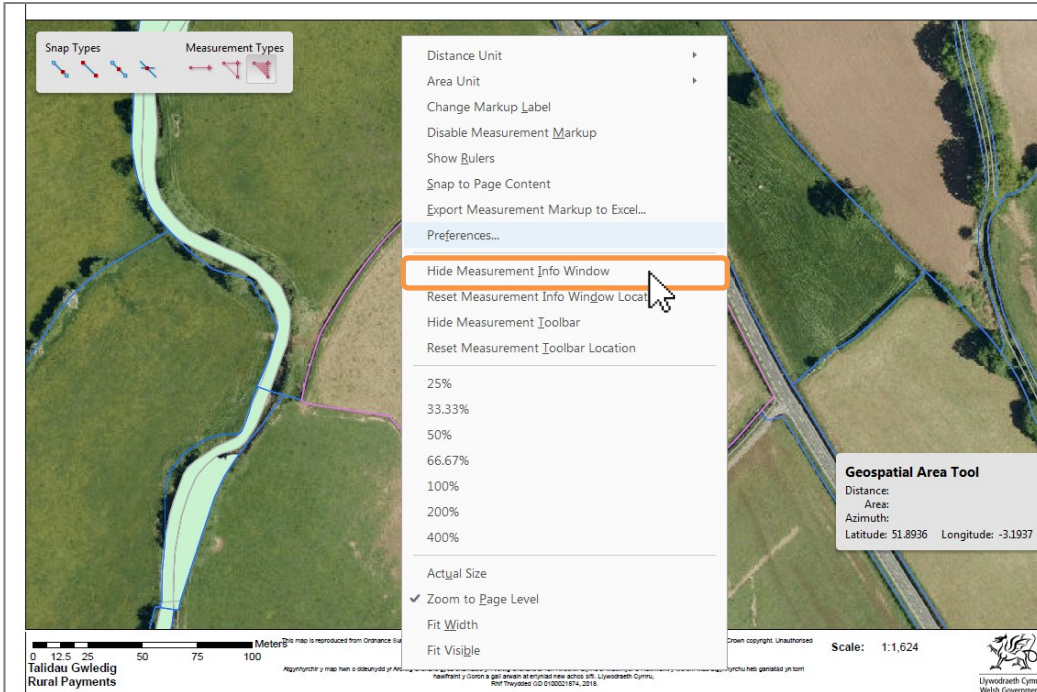 Snap Types
Measurement Types
Distance Unit
Area Unit
Change Markup Label
Disable Measurement Markup
Show Rulers
Snap to Page Content
Export Measurement Markup to Excel...
Preferences...
Hide Measurement Info Window
Reset Measurement Info Window Locat
Hide Measurement Toolbar
Reset Measurement Toolbar Location
25%
33.33%
50%
66.67%
100%
200%
400%
Actual Size
Zoom to Page Level
Fit Width
Fit Visible
Geospatial Area Tool
Distance:
Area:
Azimuth:
Latitude: 51.8936 Longitude: -3.1937
Meters
0 12.5 25 50 75 100
Talidau Gwledig
Rural Payments
This map is reproduced from Ordnance
Crown copyright. Unauthorised
Scale: 1:1,624
Llywodraeth Cymru
Welsh Government